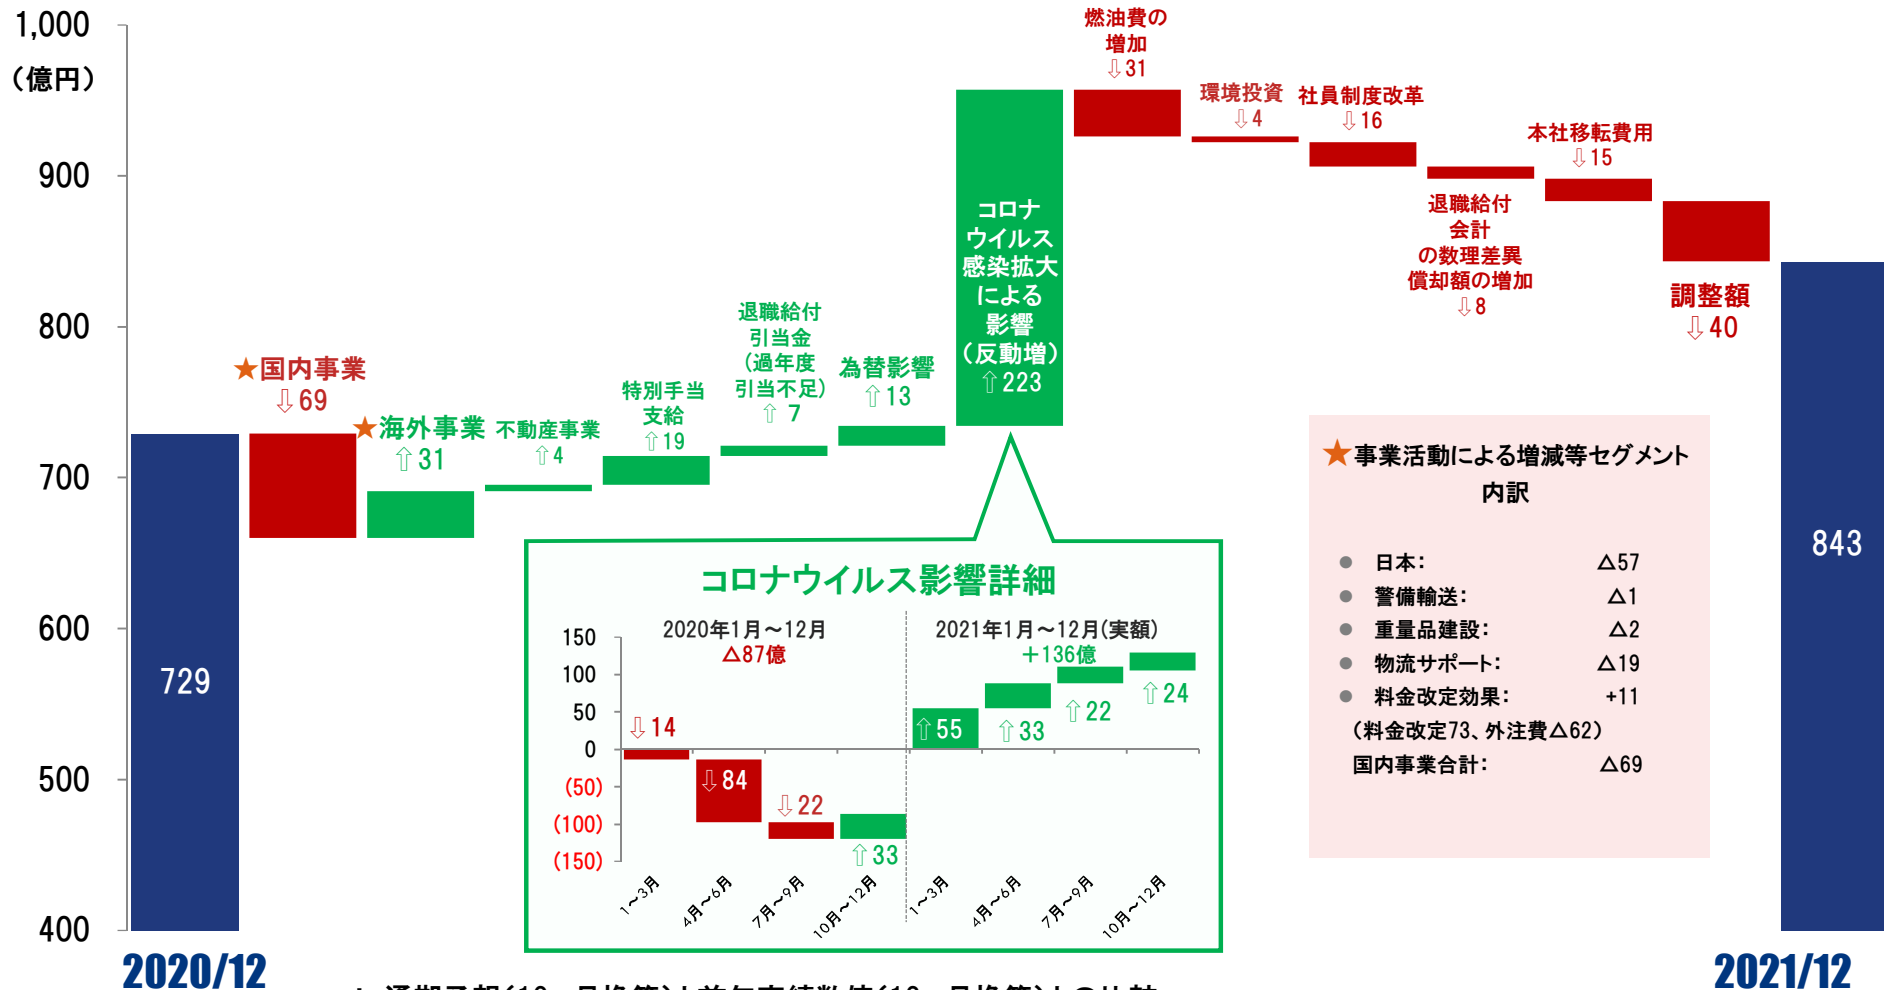 1,000
(億円)
900
800
700
600
500
400
729
2020/12
★国内事業
⇩69
★海外事業
⇧31
不動産事業
⇧4
特別手当
支給
⇧19
退職給付
引当金
(過年度
引当不足)
⇧ 7
為替影響
⇧13
コロナ
ウイルス
感染拡大
による
影響
(反動増)
⇧223
燃油費の
増加
⇩31
環境投資
⇩4
社員制度改革
⇩16
退職給付
会計
の数理差異
償却額の増加
⇩8
本社移転費用
⇩15
調整額
⇩40
843
2021/12
コロナウイルス影響詳細
2020年1月～12月
△87億
2021年1月～12月(実額)
＋136億
150
100
50
0
(50)
(100)
(150)
⇩14
⇩84
⇩22
⇧33
⇧55
⇧33
⇧22
⇧24
1～3月
4月～6月
7月～9月
10月～12月
1～3月
4月～6月
7月～9月
10月～12月
★事業活動による増減等セグメント
内訳
● 日本： △57
● 警備輸送： △1
● 重量品建設： △2
● 物流サポート： △19
● 料金改定効果： +11
(料金改定73、外注費△62)
国内事業合計： △69